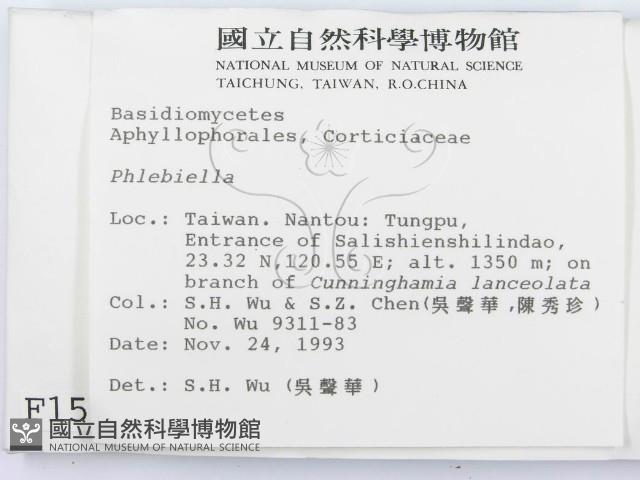 國立自然科學博物館
NATIONAL MUSEUM OF NATURAL SCIENCE
TAICHUNG, TAIWAN, R.O.CHINA
Basidiomycetes
Aphyllophorales, Corticiaceae
Phlebiella
Loc.: Taiwan. Nantou: Tungpu,
Entrance of Salishienshilindao,
23.32 N,120.55 E; alt. 1350 m; on
branch of Cunninghamia lanceolata
Col.: S.H. Wu & S.Z. Chen(吳聲華,陳秀珍)
No. Wu 9311-83
Date: Nov. 24, 1993
Det.: S.H. Wu (吳聲華)
F15
國立自然科學博物館
NATIONAL MUSEUM OF NATURAL SCIENCE